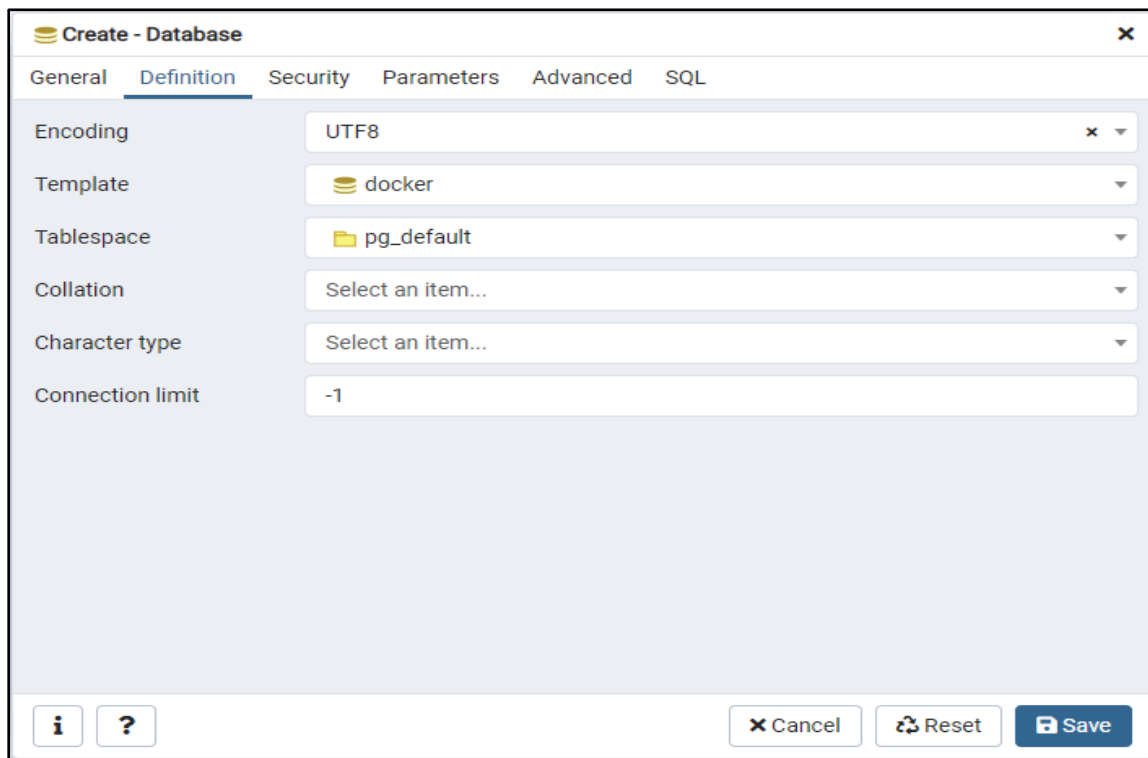 Create - Database
General Definition Security Parameters Advanced SQL
Encoding UTF8
Template docker
Tablespace pg_default
Collation Select an item...
Character type Select an item...
Connection limit -1
i ? Cancel Reset Save